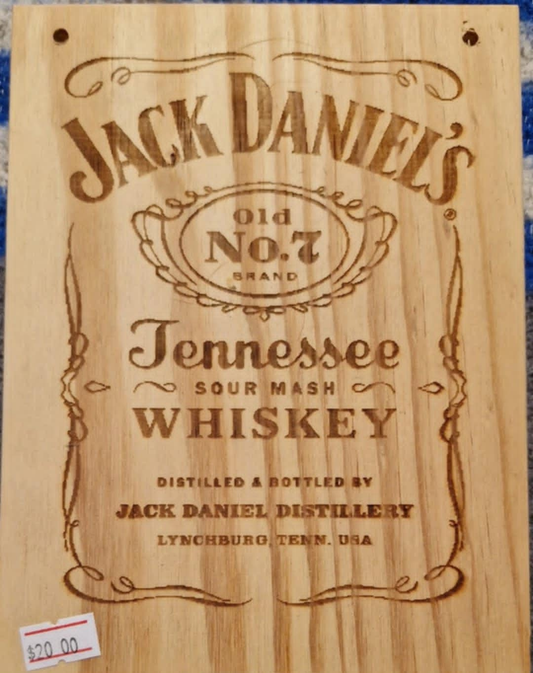 JACK DANIEL'S®
Old
No.7
BRAND
Tennessee
SOUR MASH
WHISKEY
DISTILLED & BOTTLED BY
JACK DANIEL DISTILLERY
LYNCHBURG, TENN. USA
$20.00